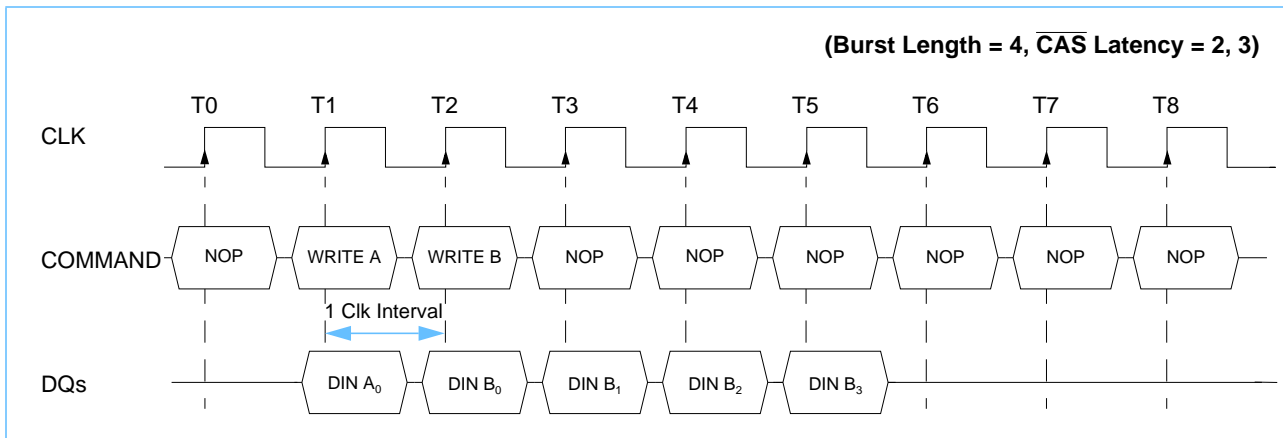 (Burst Length = 4, CAS Latency = 2, 3)
T0 T1 T2 T3 T4 T5 T6 T7 T8
CLK
COMMAND NOP WRITE A WRITE B NOP NOP NOP NOP NOP NOP
1 Clk Interval
DQs DIN A₀ DIN B₀ DIN B₁ DIN B₂ DIN B₃